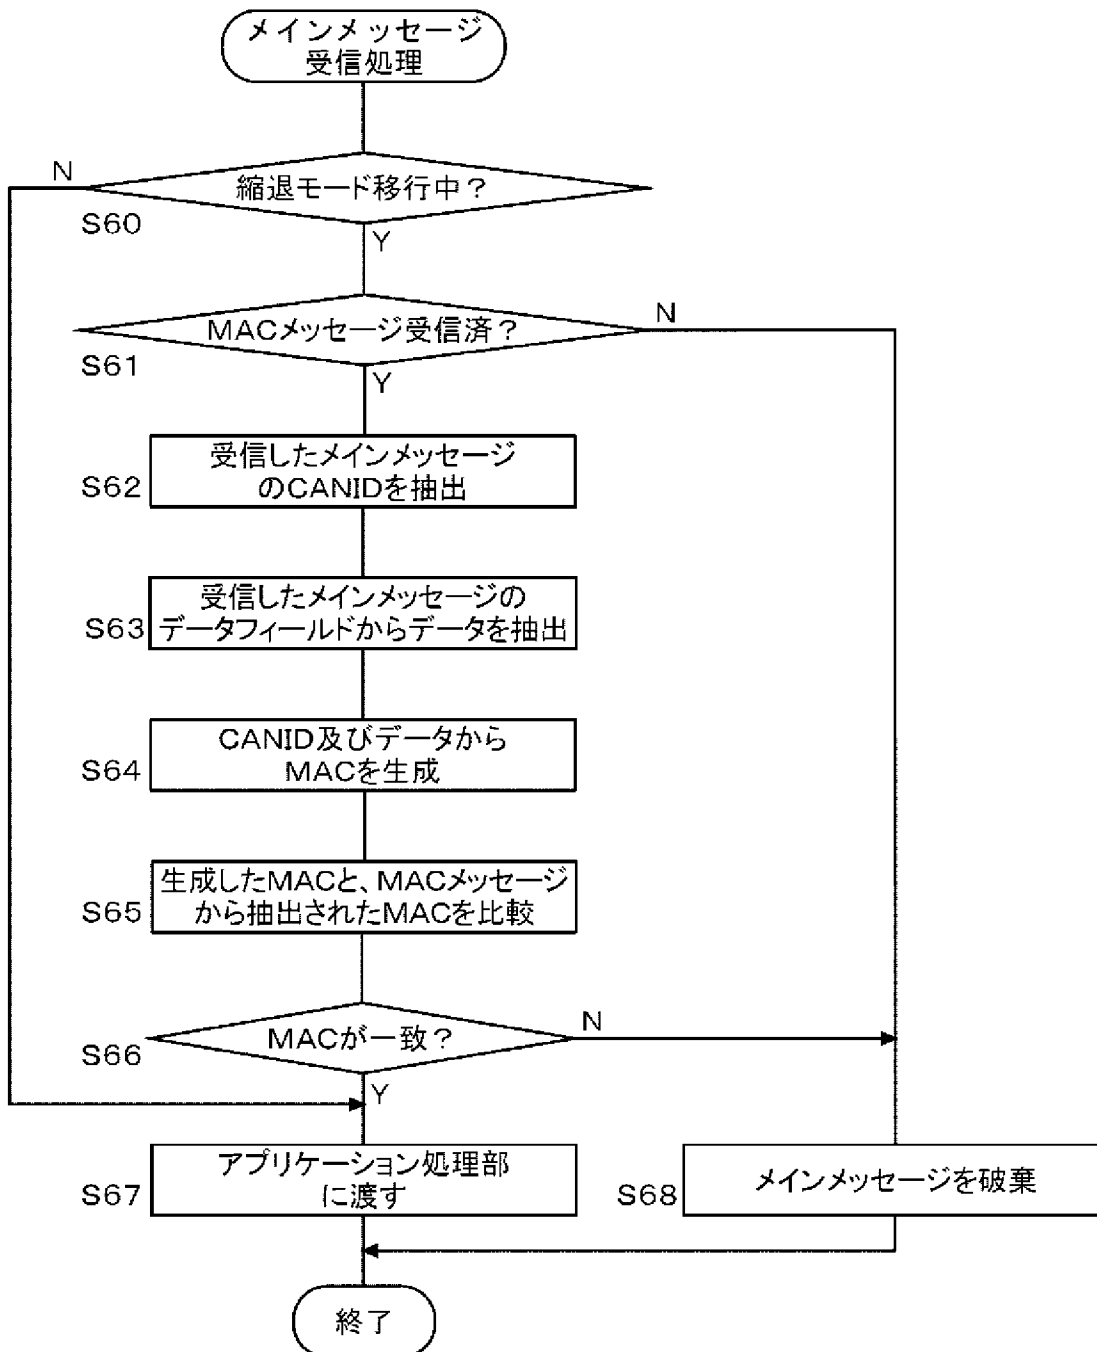 メインメッセージ
受信処理
N
縮退モード移行中？
S60
Y
MACメッセージ受信済？
N
S61
Y
受信したメインメッセージ
のCANIDを抽出
S62
受信したメインメッセージの
データフィールドからデータを抽出
S63
CANID及びデータから
MACを生成
S64
生成したMACと、MACメッセージ
から抽出されたMACを比較
S65
MACが一致？
N
S66
Y
アプリケーション処理部
に渡す
S67
メインメッセージを破棄
S68
終了